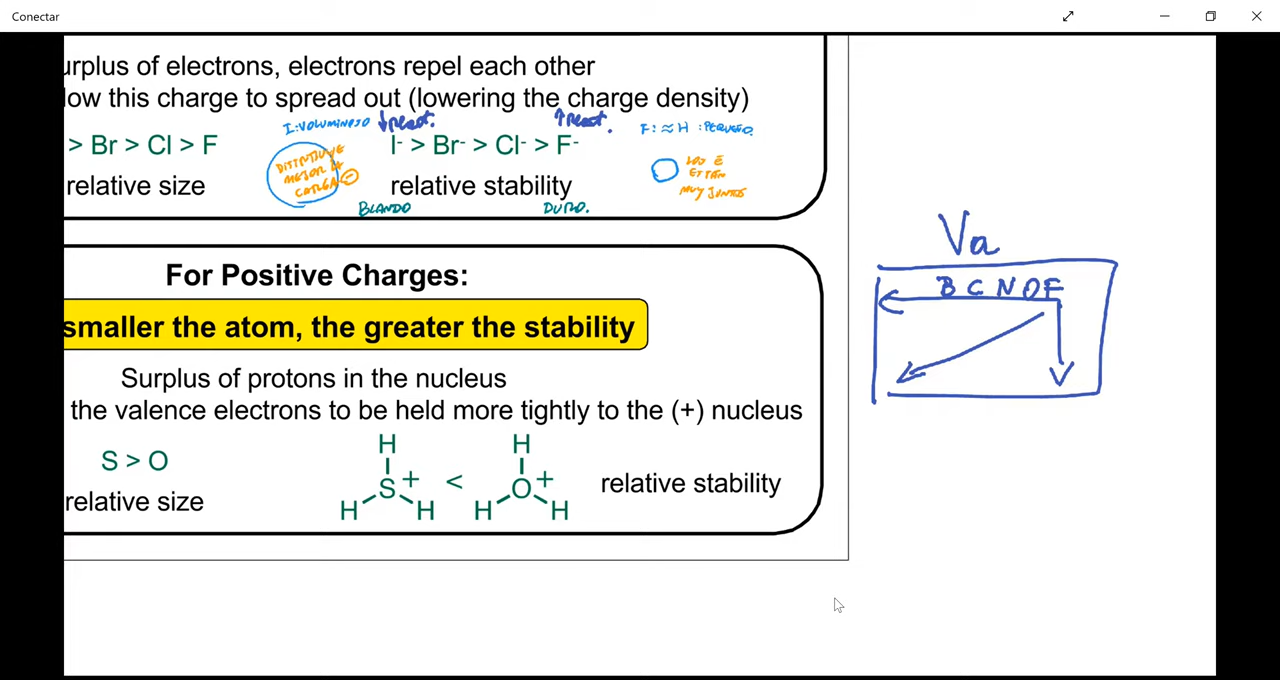 Conectar
urplus of electrons, electrons repel each other
low this charge to spread out (lowering the charge density)
I: VOLUMINOSO ↓React. ↑React. F: ≈ H : PEQUEÑO.
> Br > Cl > F
I- > Br- > Cl- > F-
DISTRIBUYE
MEJOR LA
CARGA -
LOS ē
ESTÁN
MUY JUNTOS
relative size
relative stability
BLANDO
DURO.
For Positive Charges:
smaller the atom, the greater the stability
Surplus of protons in the nucleus
the valence electrons to be held more tightly to the (+) nucleus
S > O
relative size
H
S+
H H
<
H
O+
H H
relative stability
Va
B C N O F